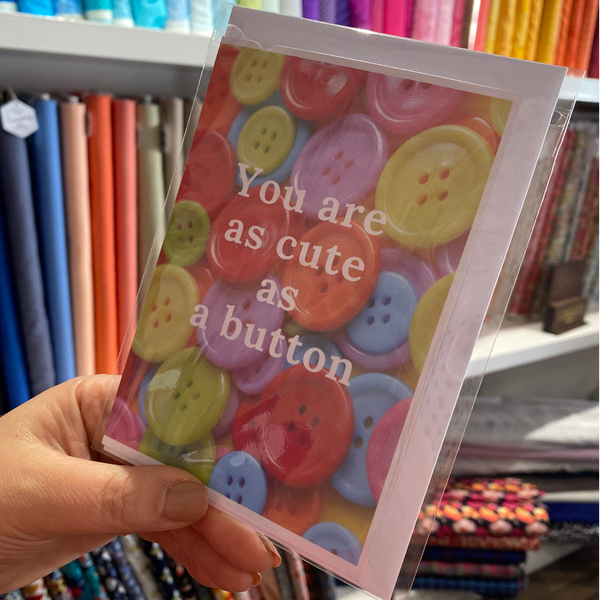 You are
as cute
as
a button